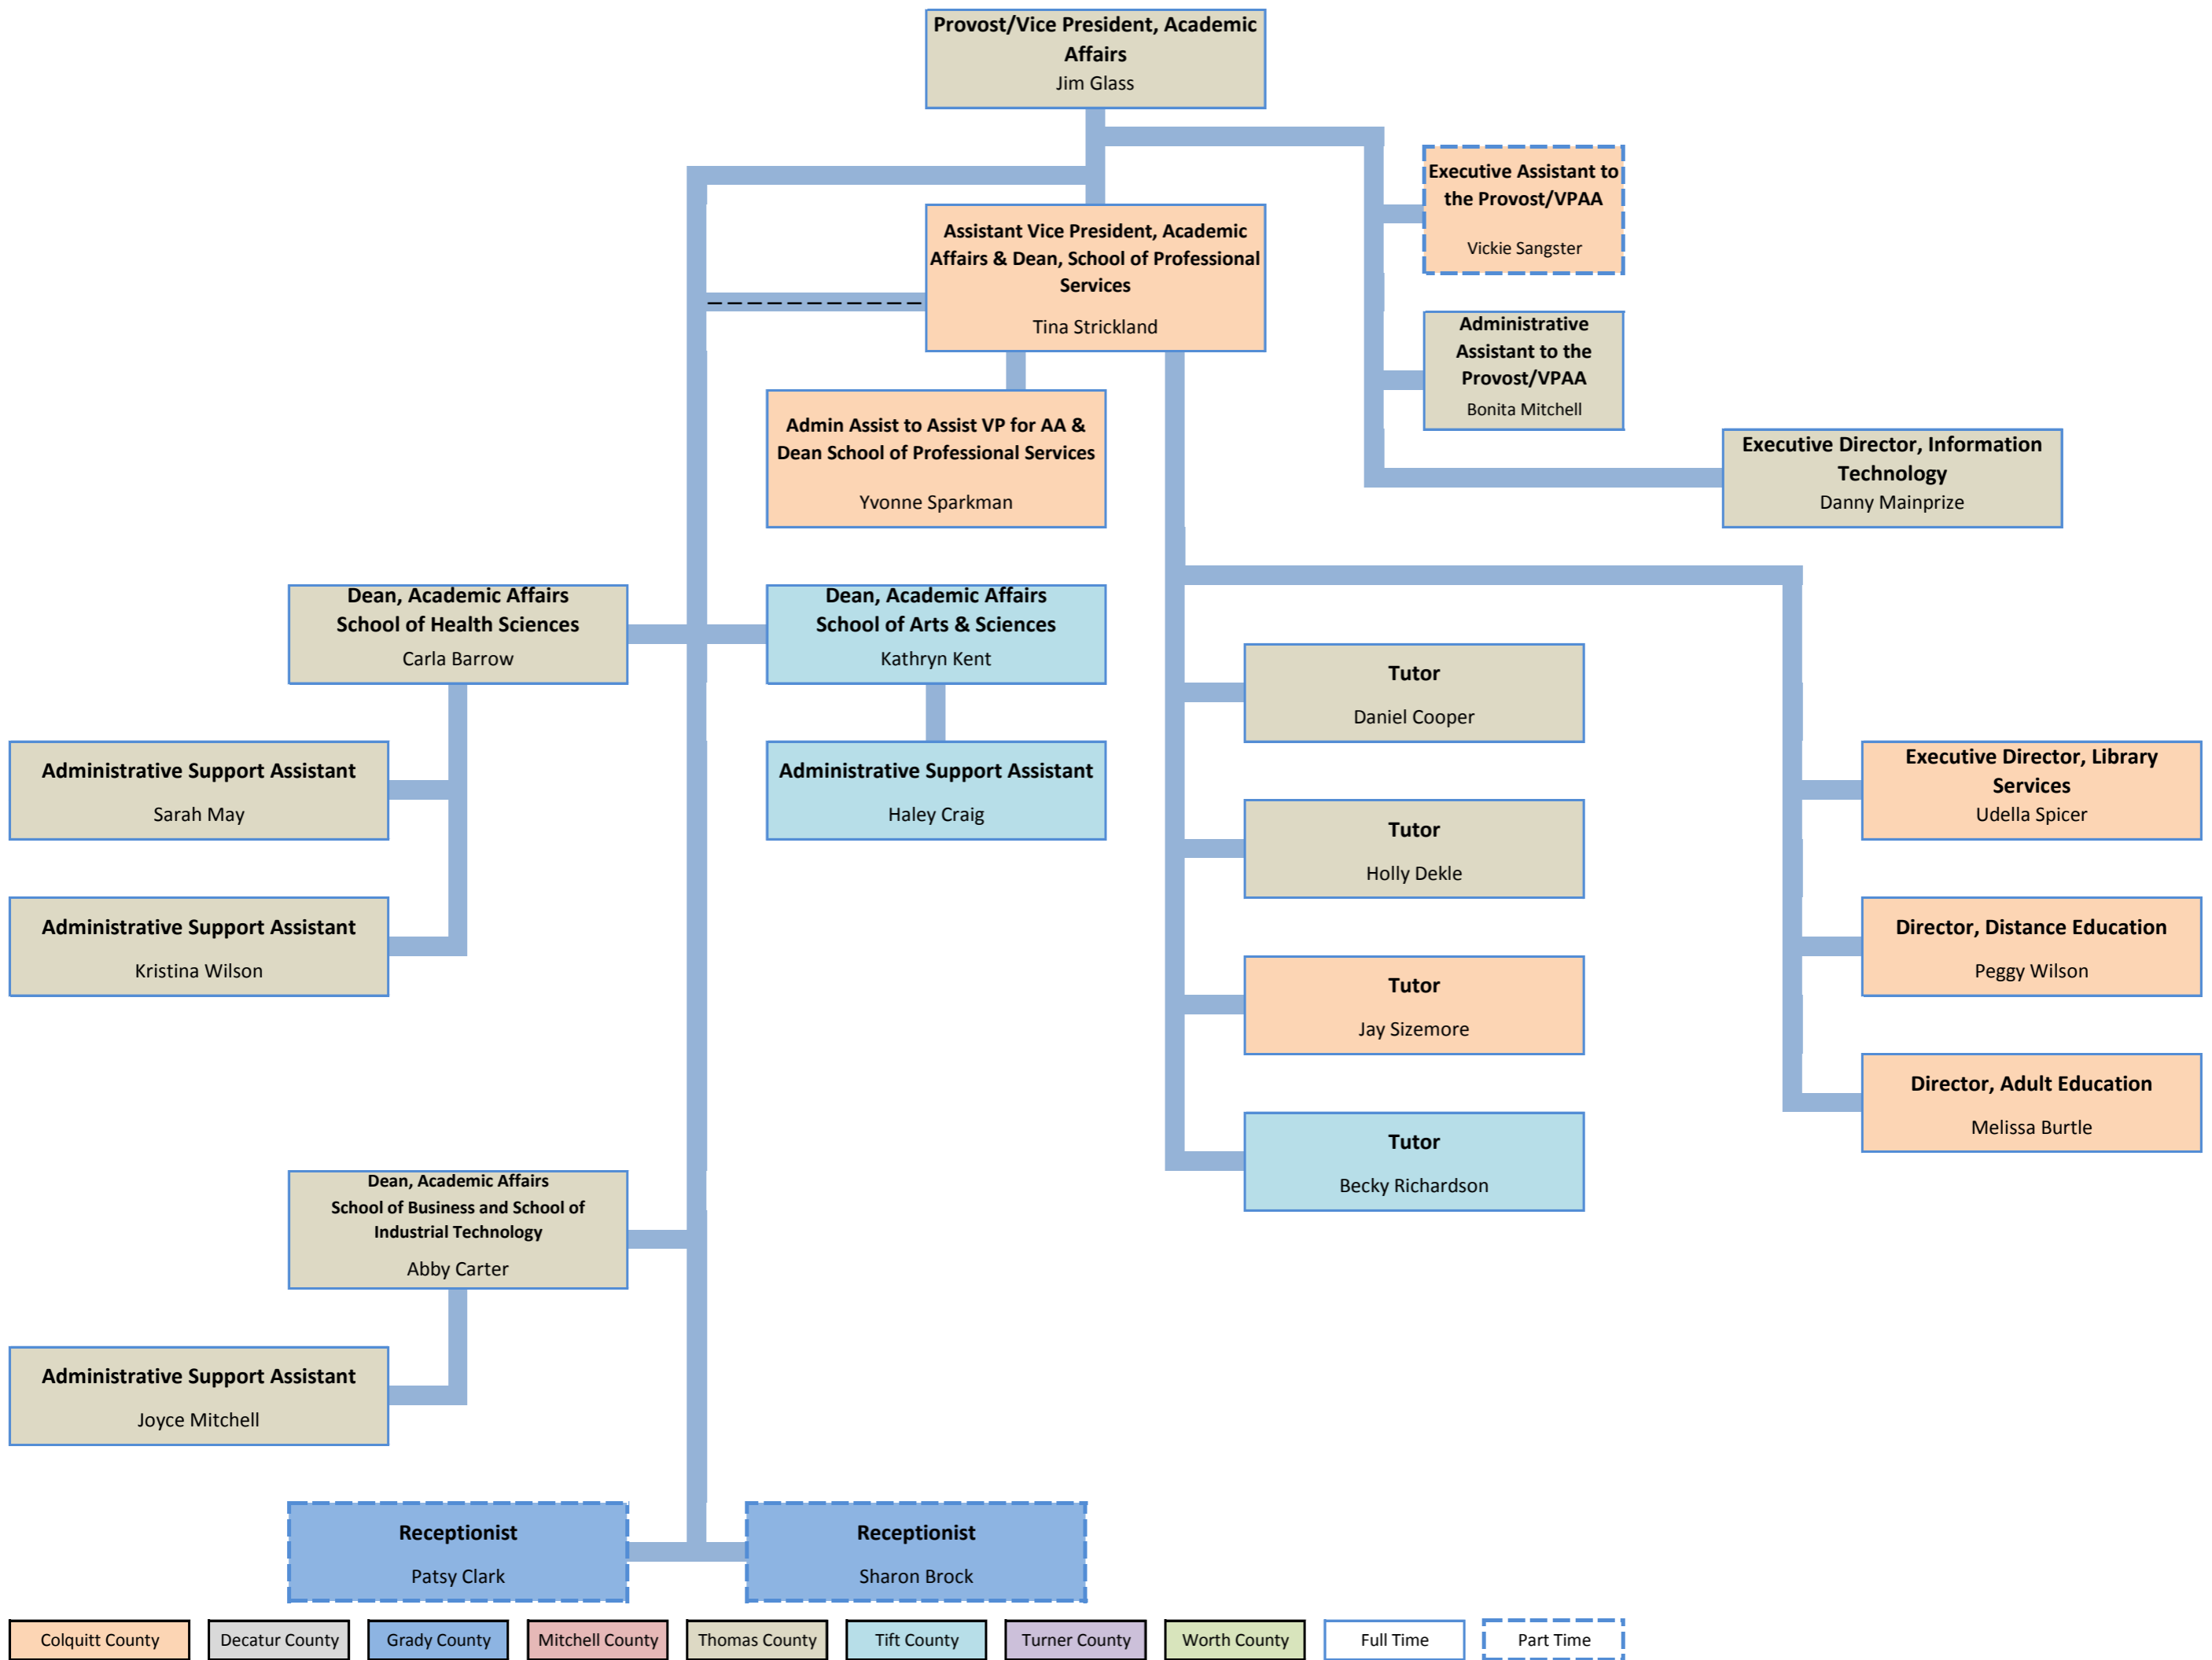 Provost/Vice President, Academic
Affairs
Jim Glass
Executive Assistant to
the Provost/VPAA
Vickie Sangster
Assistant Vice President, Academic
Affairs & Dean, School of Professional
Services
Tina Strickland
Administrative
Assistant to the
Provost/VPAA
Bonita Mitchell
Admin Assist to Assist VP for AA &
Dean School of Professional Services
Yvonne Sparkman
Executive Director, Information
Technology
Danny Mainprize
Dean, Academic Affairs
School of Health Sciences
Carla Barrow
Dean, Academic Affairs
School of Arts & Sciences
Kathryn Kent
Tutor
Daniel Cooper
Administrative Support Assistant
Sarah May
Administrative Support Assistant
Haley Craig
Executive Director, Library
Services
Udella Spicer
Tutor
Holly Dekle
Administrative Support Assistant
Kristina Wilson
Director, Distance Education
Peggy Wilson
Tutor
Jay Sizemore
Director, Adult Education
Melissa Burtle
Tutor
Becky Richardson
Dean, Academic Affairs
School of Business and School of
Industrial Technology
Abby Carter
Administrative Support Assistant
Joyce Mitchell
Receptionist
Patsy Clark
Receptionist
Sharon Brock
Colquitt County
Decatur County
Grady County
Mitchell County
Thomas County
Tift County
Turner County
Worth County
Full Time
Part Time